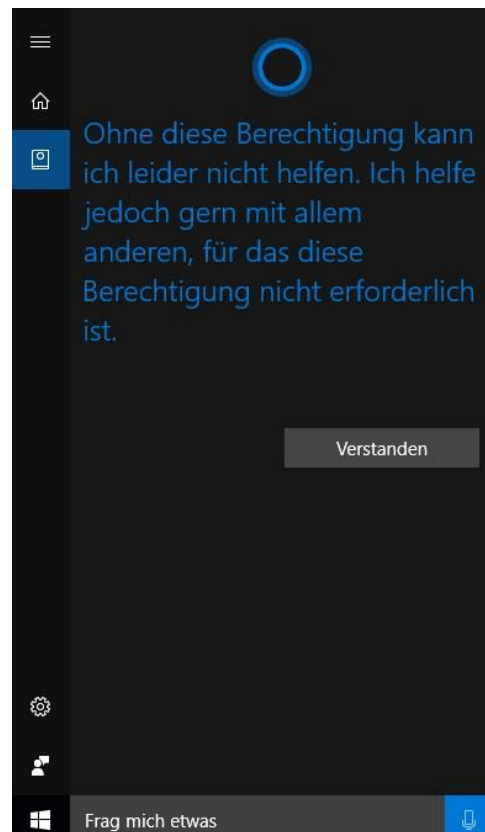 Ohne diese Berechtigung kann
ich leider nicht helfen. Ich helfe
jedoch gern mit allem
anderen, für das diese
Berechtigung nicht erforderlich
ist.
Verstanden
Frag mich etwas